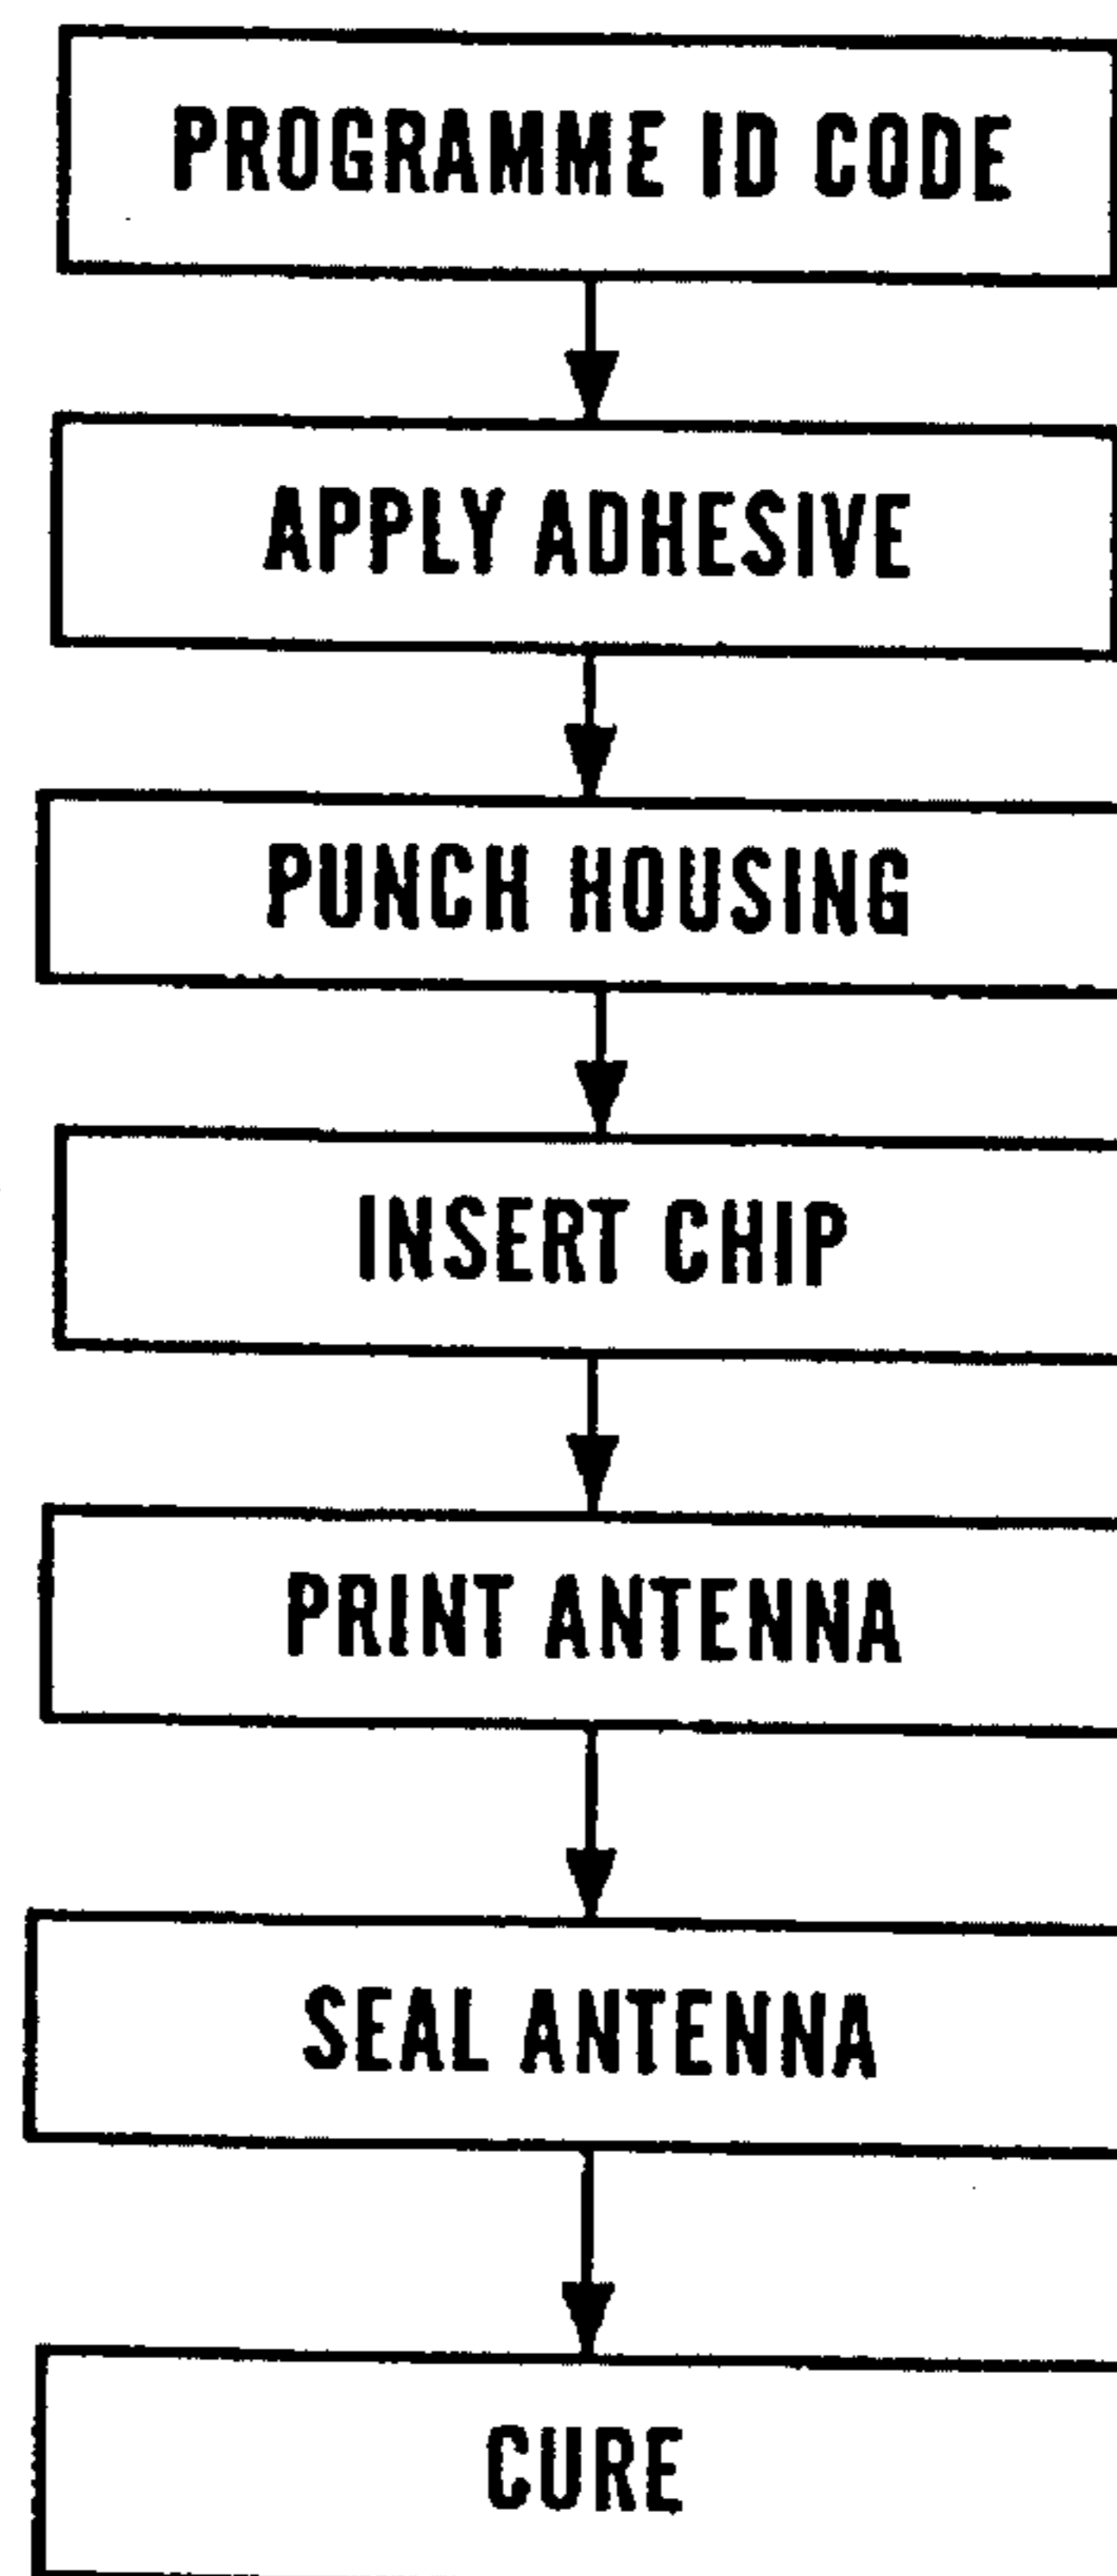 PROGRAMME ID CODE
APPLY ADHESIVE
PUNCH HOUSING
INSERT CHIP
PRINT ANTENNA
SEAL ANTENNA
CURE